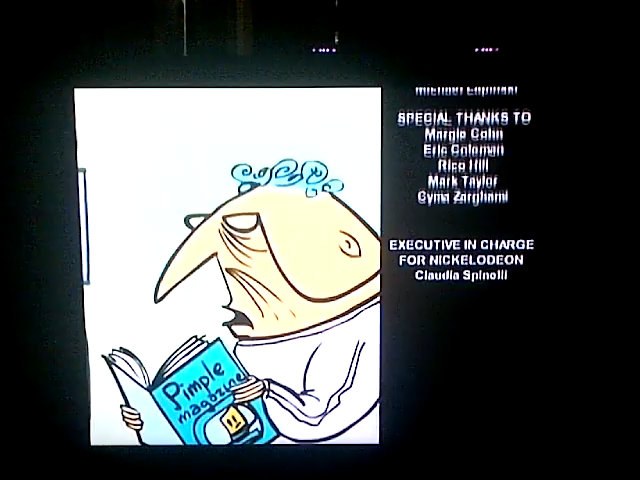 SPECIAL THANKS TO
Margie Cohn
Eric Coleman
Rico Hill
Mark Taylor
Cyma Zarghami
EXECUTIVE IN CHARGE
FOR NICKELODEON
Claudia Spinelli
Pimple
magazine